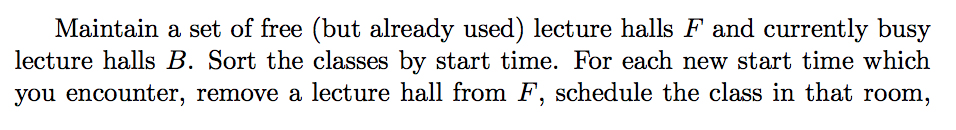 Maintain a set of free (but already used) lecture halls F and currently busy
lecture halls B. Sort the classes by start time. For each new start time which
you encounter, remove a lecture hall from F, schedule the class in that room,